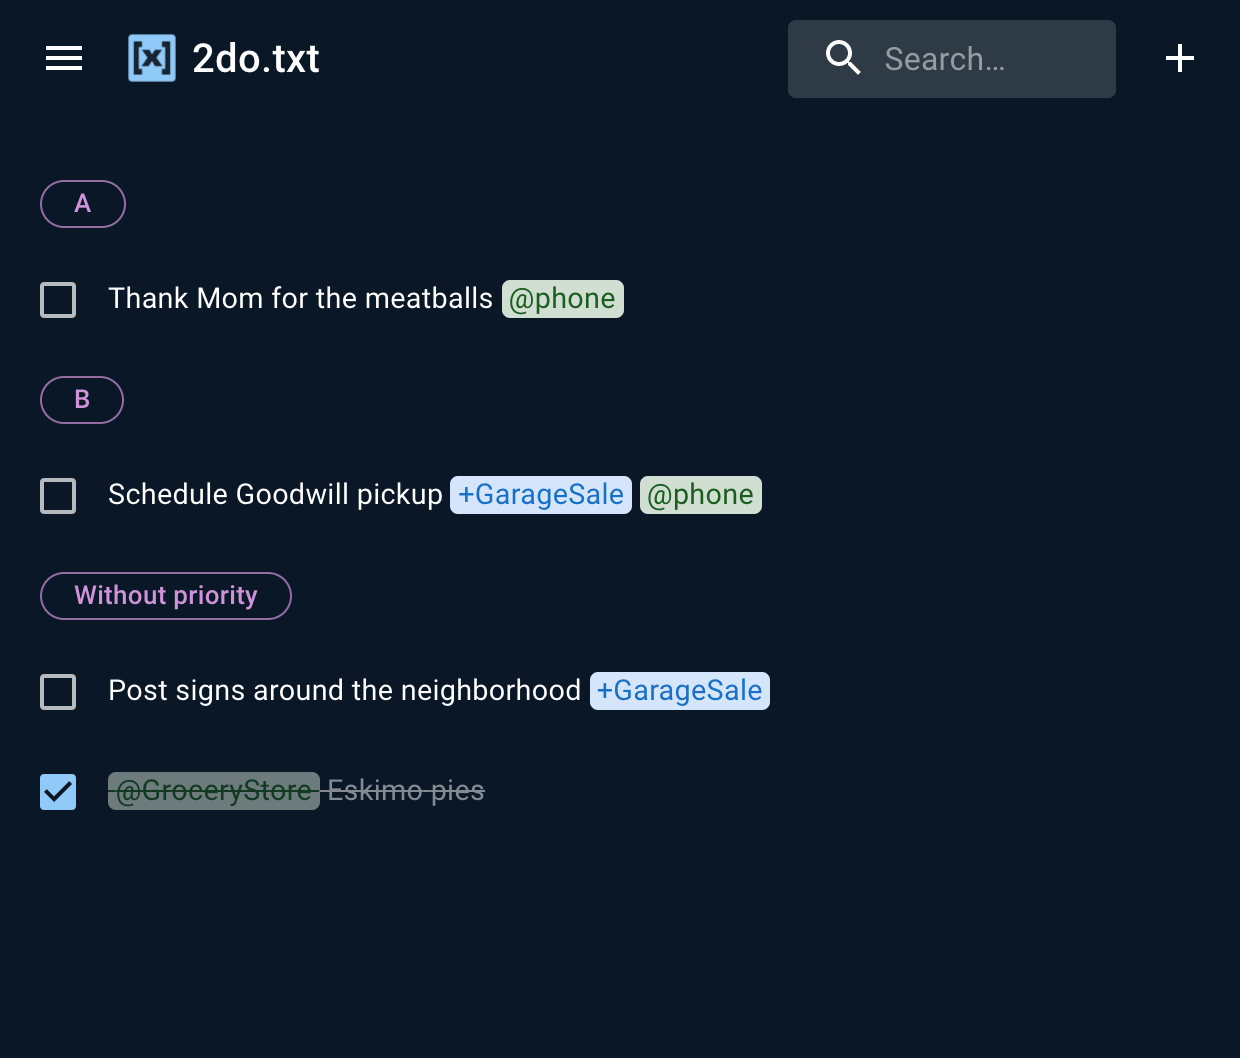 [x] 2do.txt Search…
A
Thank Mom for the meatballs @phone
B
Schedule Goodwill pickup +GarageSale @phone
Without priority
Post signs around the neighborhood +GarageSale
@GroceryStore Eskimo pies